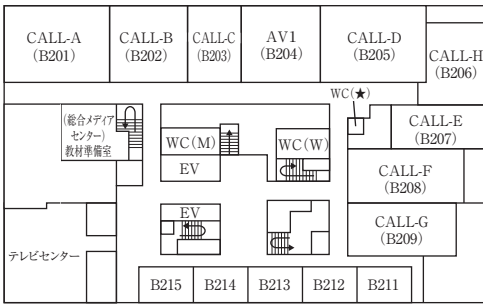 CALL-A
(B201)
CALL-B
(B202)
CALL-C
(B203)
AV1
(B204)
CALL-D
(B205)
CALL-H
(B206)
WC(★)
CALL-E
(B207)
(総合メディア
センター)
教材準備室
WC(M)
WC(W)
EV
CALL-F
(B208)
EV
CALL-G
(B209)
テレビセンター
B215
B214
B213
B212
B211